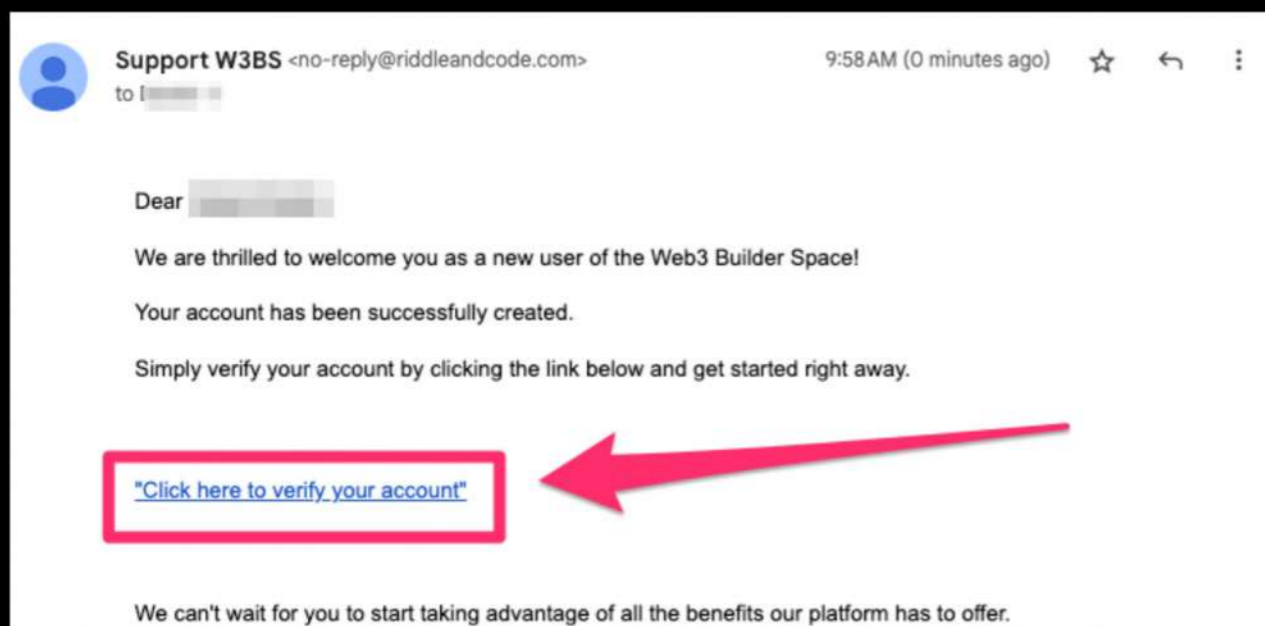 Support W3BS <no-reply@riddleandcode.com> 9:58 AM (0 minutes ago)
to
Dear
We are thrilled to welcome you as a new user of the Web3 Builder Space!
Your account has been successfully created.
Simply verify your account by clicking the link below and get started right away.
"Click here to verify your account"
We can't wait for you to start taking advantage of all the benefits our platform has to offer.